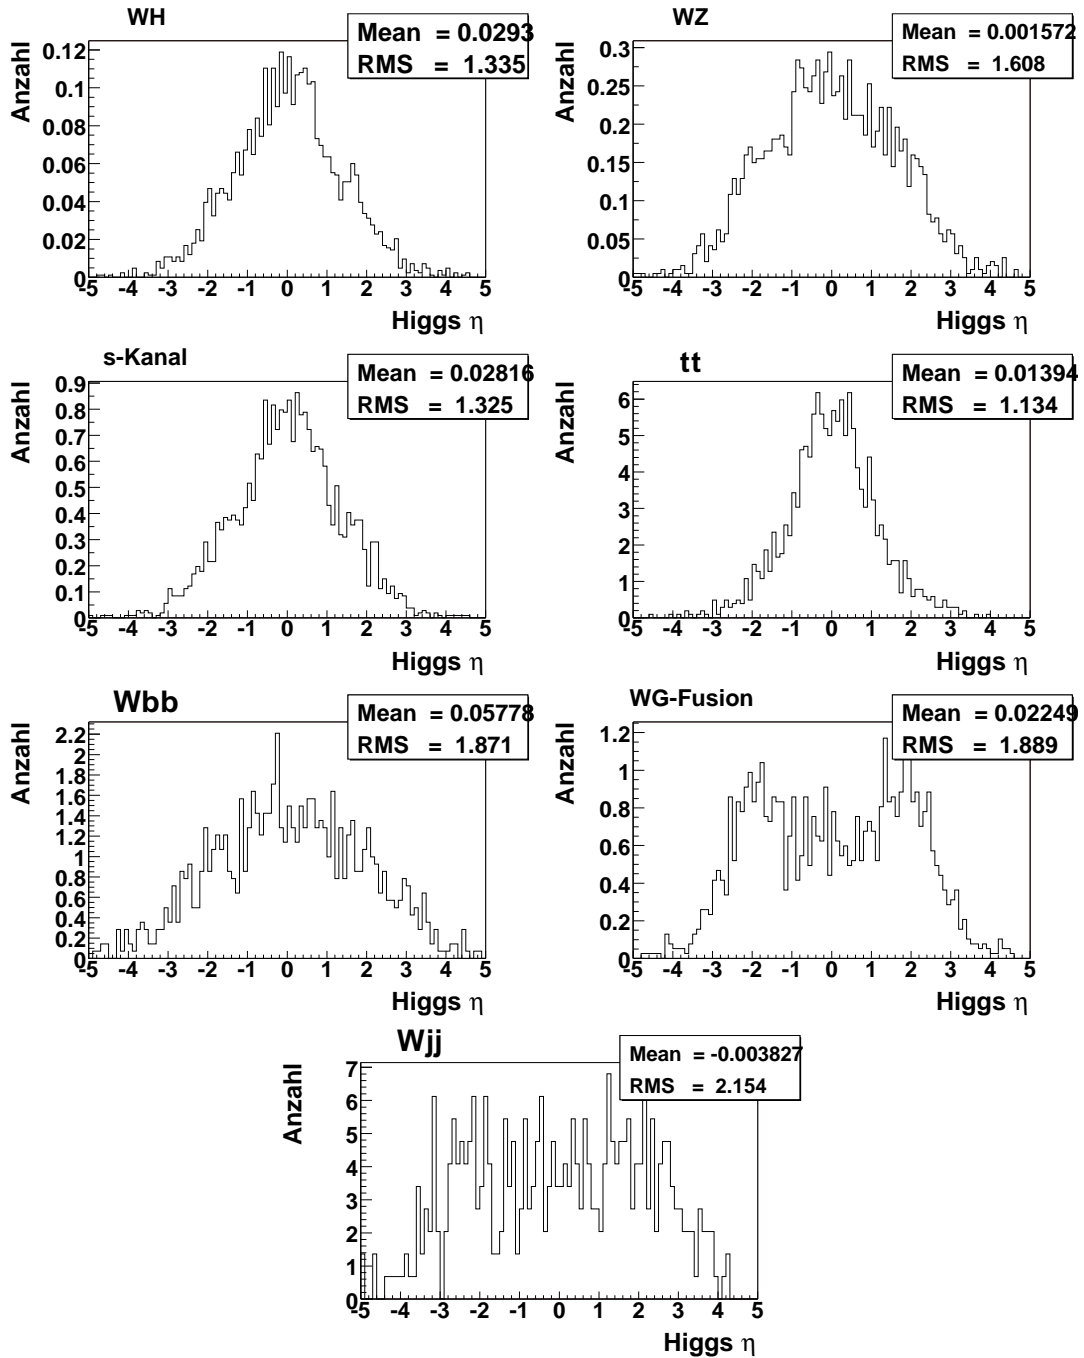 WH
Mean = 0.0293
RMS = 1.335
Anzahl
0.12
0.1
0.08
0.06
0.04
0.02
0
-5 -4 -3 -2 -1 0 1 2 3 4 5
Higgs η
WZ
Mean = 0.001572
RMS = 1.608
Anzahl
0.3
0.25
0.2
0.15
0.1
0.05
0
-5 -4 -3 -2 -1 0 1 2 3 4 5
Higgs η
s-Kanal
Mean = 0.02816
RMS = 1.325
Anzahl
0.9
0.8
0.7
0.6
0.5
0.4
0.3
0.2
0.1
0
-5 -4 -3 -2 -1 0 1 2 3 4 5
Higgs η
tt
Mean = 0.01394
RMS = 1.134
Anzahl
6
5
4
3
2
1
0
-5 -4 -3 -2 -1 0 1 2 3 4 5
Higgs η
Wbb
Mean = 0.05778
RMS = 1.871
Anzahl
2.2
2
1.8
1.6
1.4
1.2
1
0.8
0.6
0.4
0.2
0
-5 -4 -3 -2 -1 0 1 2 3 4 5
Higgs η
WG-Fusion
Mean = 0.02249
RMS = 1.889
Anzahl
1.2
1
0.8
0.6
0.4
0.2
0
-5 -4 -3 -2 -1 0 1 2 3 4 5
Higgs η
Wjj
Mean = -0.003827
RMS = 2.154
Anzahl
7
6
5
4
3
2
1
0
-5 -4 -3 -2 -1 0 1 2 3 4 5
Higgs η